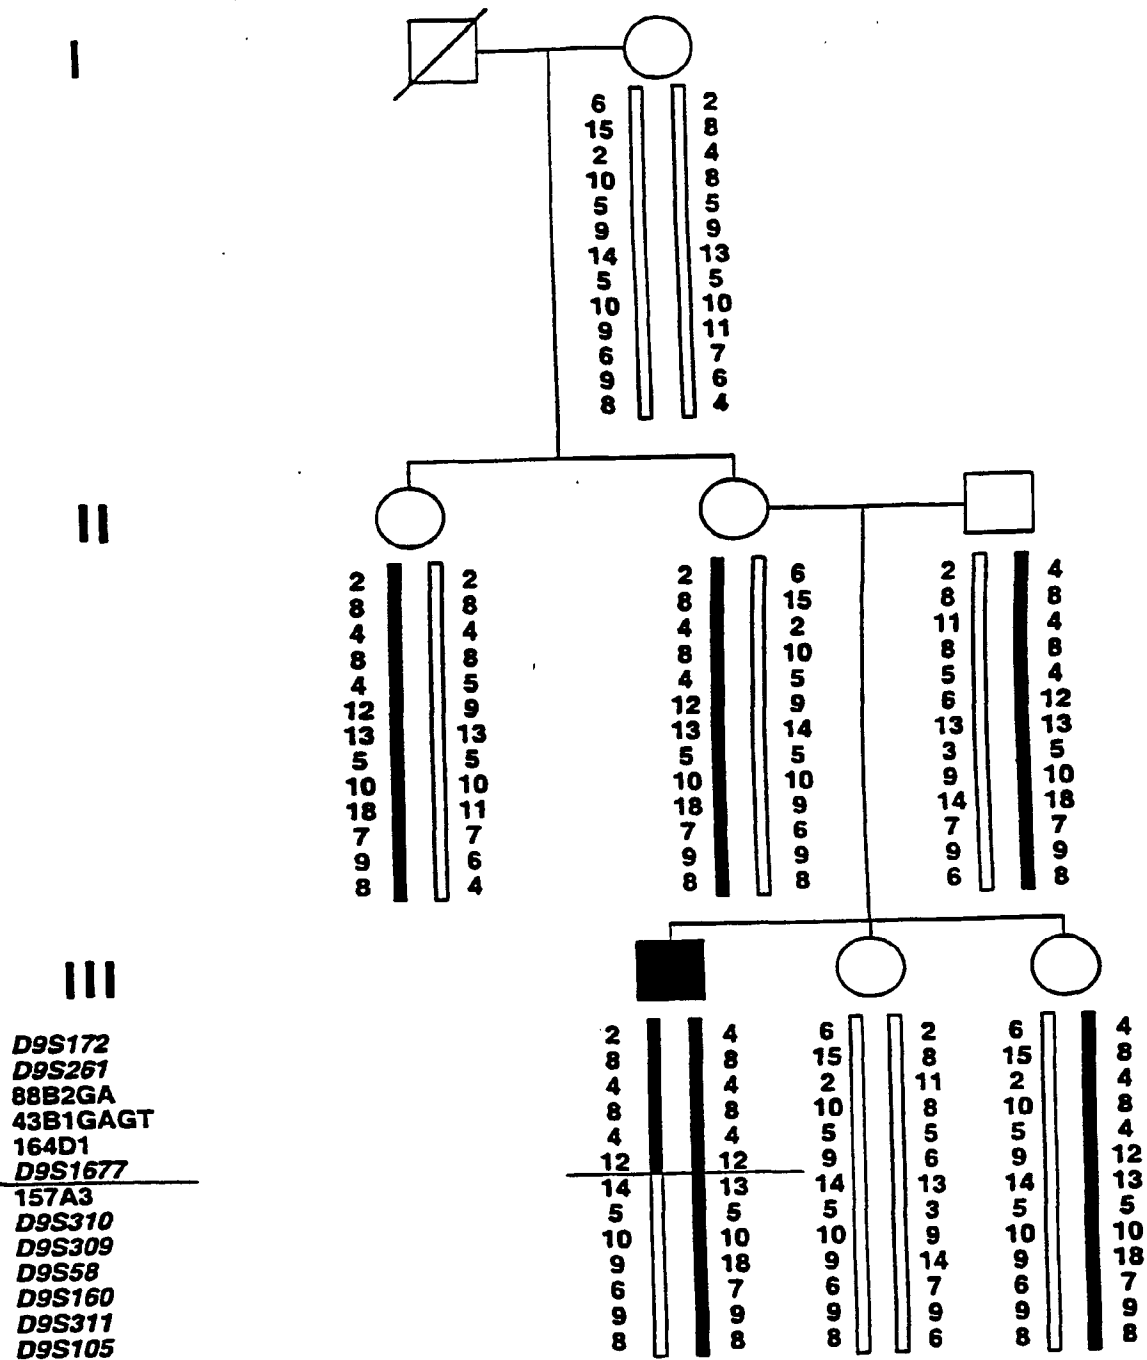 I
6 2
15 8
2 4
10 8
5 5
9 9
14 13
5 5
10 10
9 11
6 7
9 6
8 4
II
2 2 2 6 2 4
8 8 8 15 8 8
4 4 4 2 11 4
8 8 8 10 8 8
4 5 4 5 5 4
12 9 12 9 6 12
13 13 13 14 13 13
5 5 5 5 3 5
10 10 10 10 9 10
18 11 18 9 14 18
7 7 7 6 7 7
9 6 9 9 9 9
8 4 8 8 6 8
III
D9S172 2 4 6 2 6 4
D9S261 8 8 15 8 15 8
88B2GA 4 4 2 11 2 4
43B1GAGT 8 8 10 8 10 8
164D1 4 4 5 5 5 4
D9S1677 12 12 9 6 9 12
157A3 14 13 14 13 14 13
D9S310 5 5 5 3 5 5
D9S309 10 10 10 9 10 10
D9S58 9 18 9 14 9 18
D9S160 6 7 6 7 6 7
D9S311 9 9 9 9 9 9
D9S105 8 8 8 6 8 8